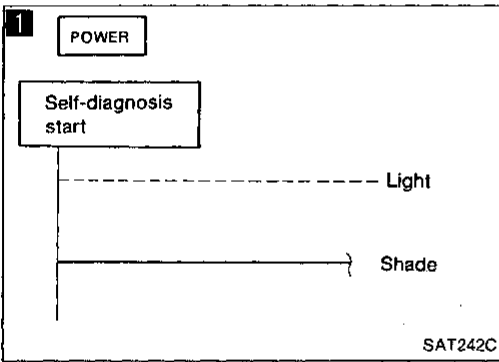 1
POWER
Self-diagnosis
start
Light
Shade
SAT242C